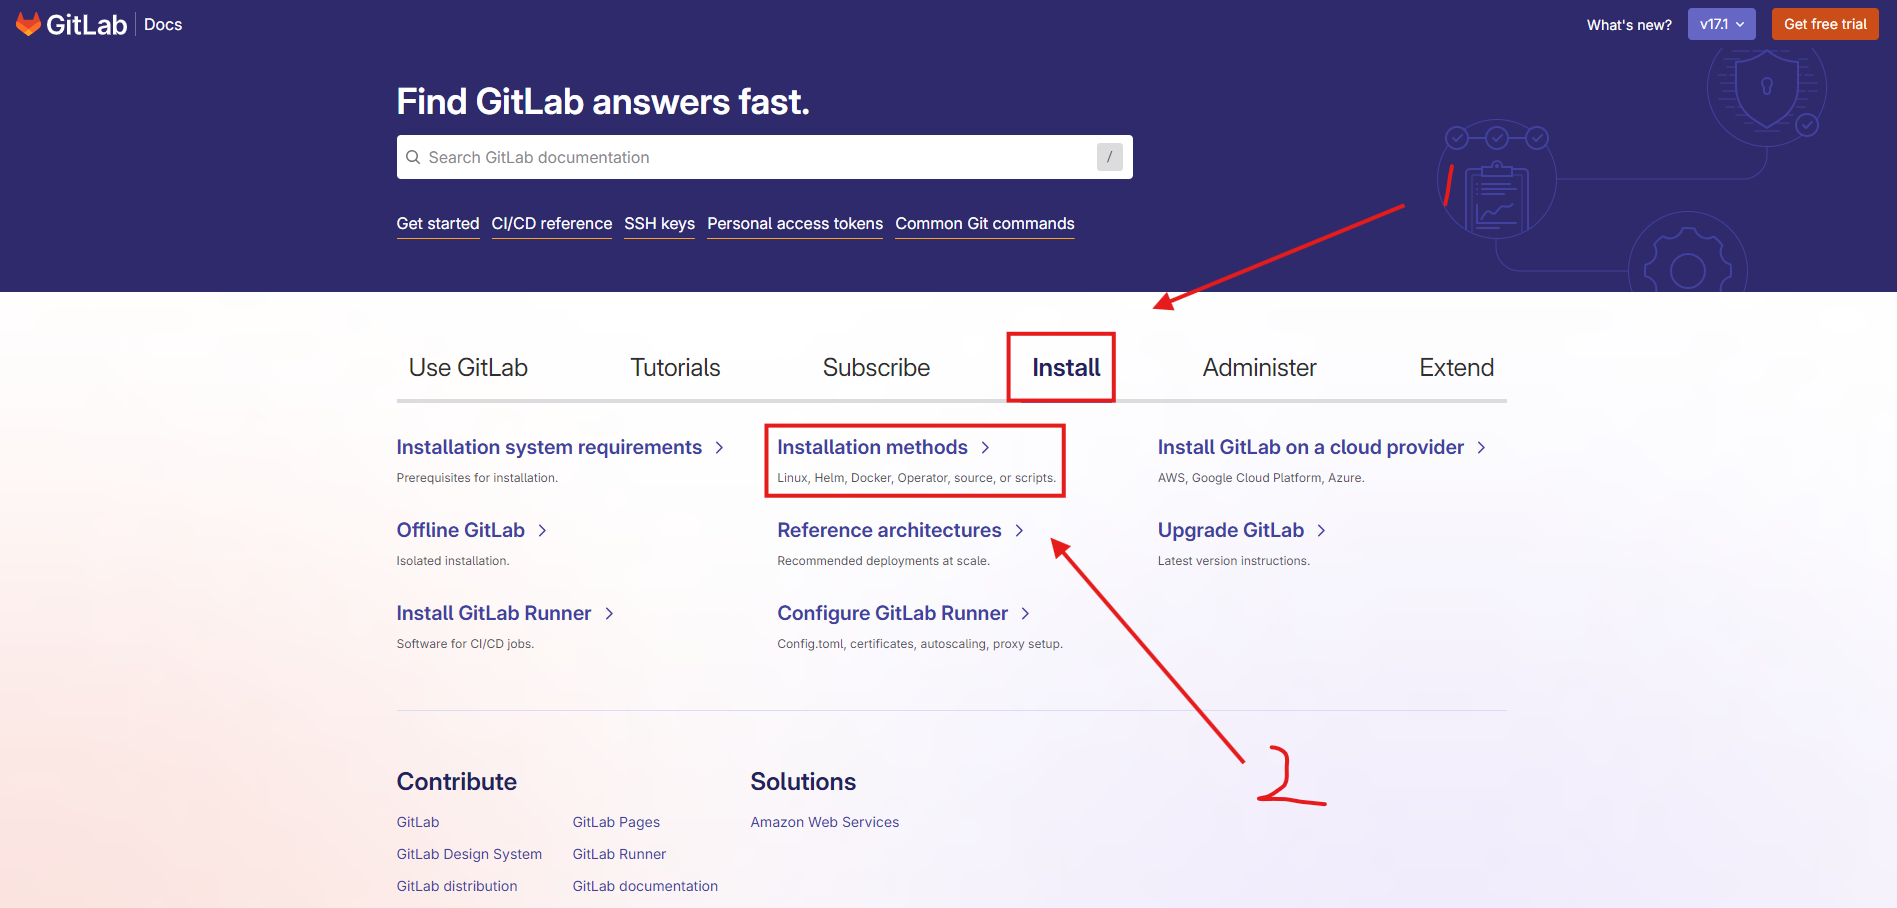 GitLab Docs What's new? v17.1 Get free trial
Find GitLab answers fast.
Search GitLab documentation /
1
Get started CI/CD reference SSH keys Personal access tokens Common Git commands
Use GitLab Tutorials Subscribe Install Administer Extend
Installation system requirements Installation methods Install GitLab on a cloud provider
Prerequisites for installation. Linux, Helm, Docker, Operator, source, or scripts. AWS, Google Cloud Platform, Azure.
Offline GitLab Reference architectures Upgrade GitLab
Isolated installation. Recommended deployments at scale. Latest version instructions.
Install GitLab Runner Configure GitLab Runner
Software for CI/CD jobs. Config.toml, certificates, autoscaling, proxy setup.
2
Contribute Solutions
GitLab GitLab Pages Amazon Web Services
GitLab Design System GitLab Runner
GitLab distribution GitLab documentation